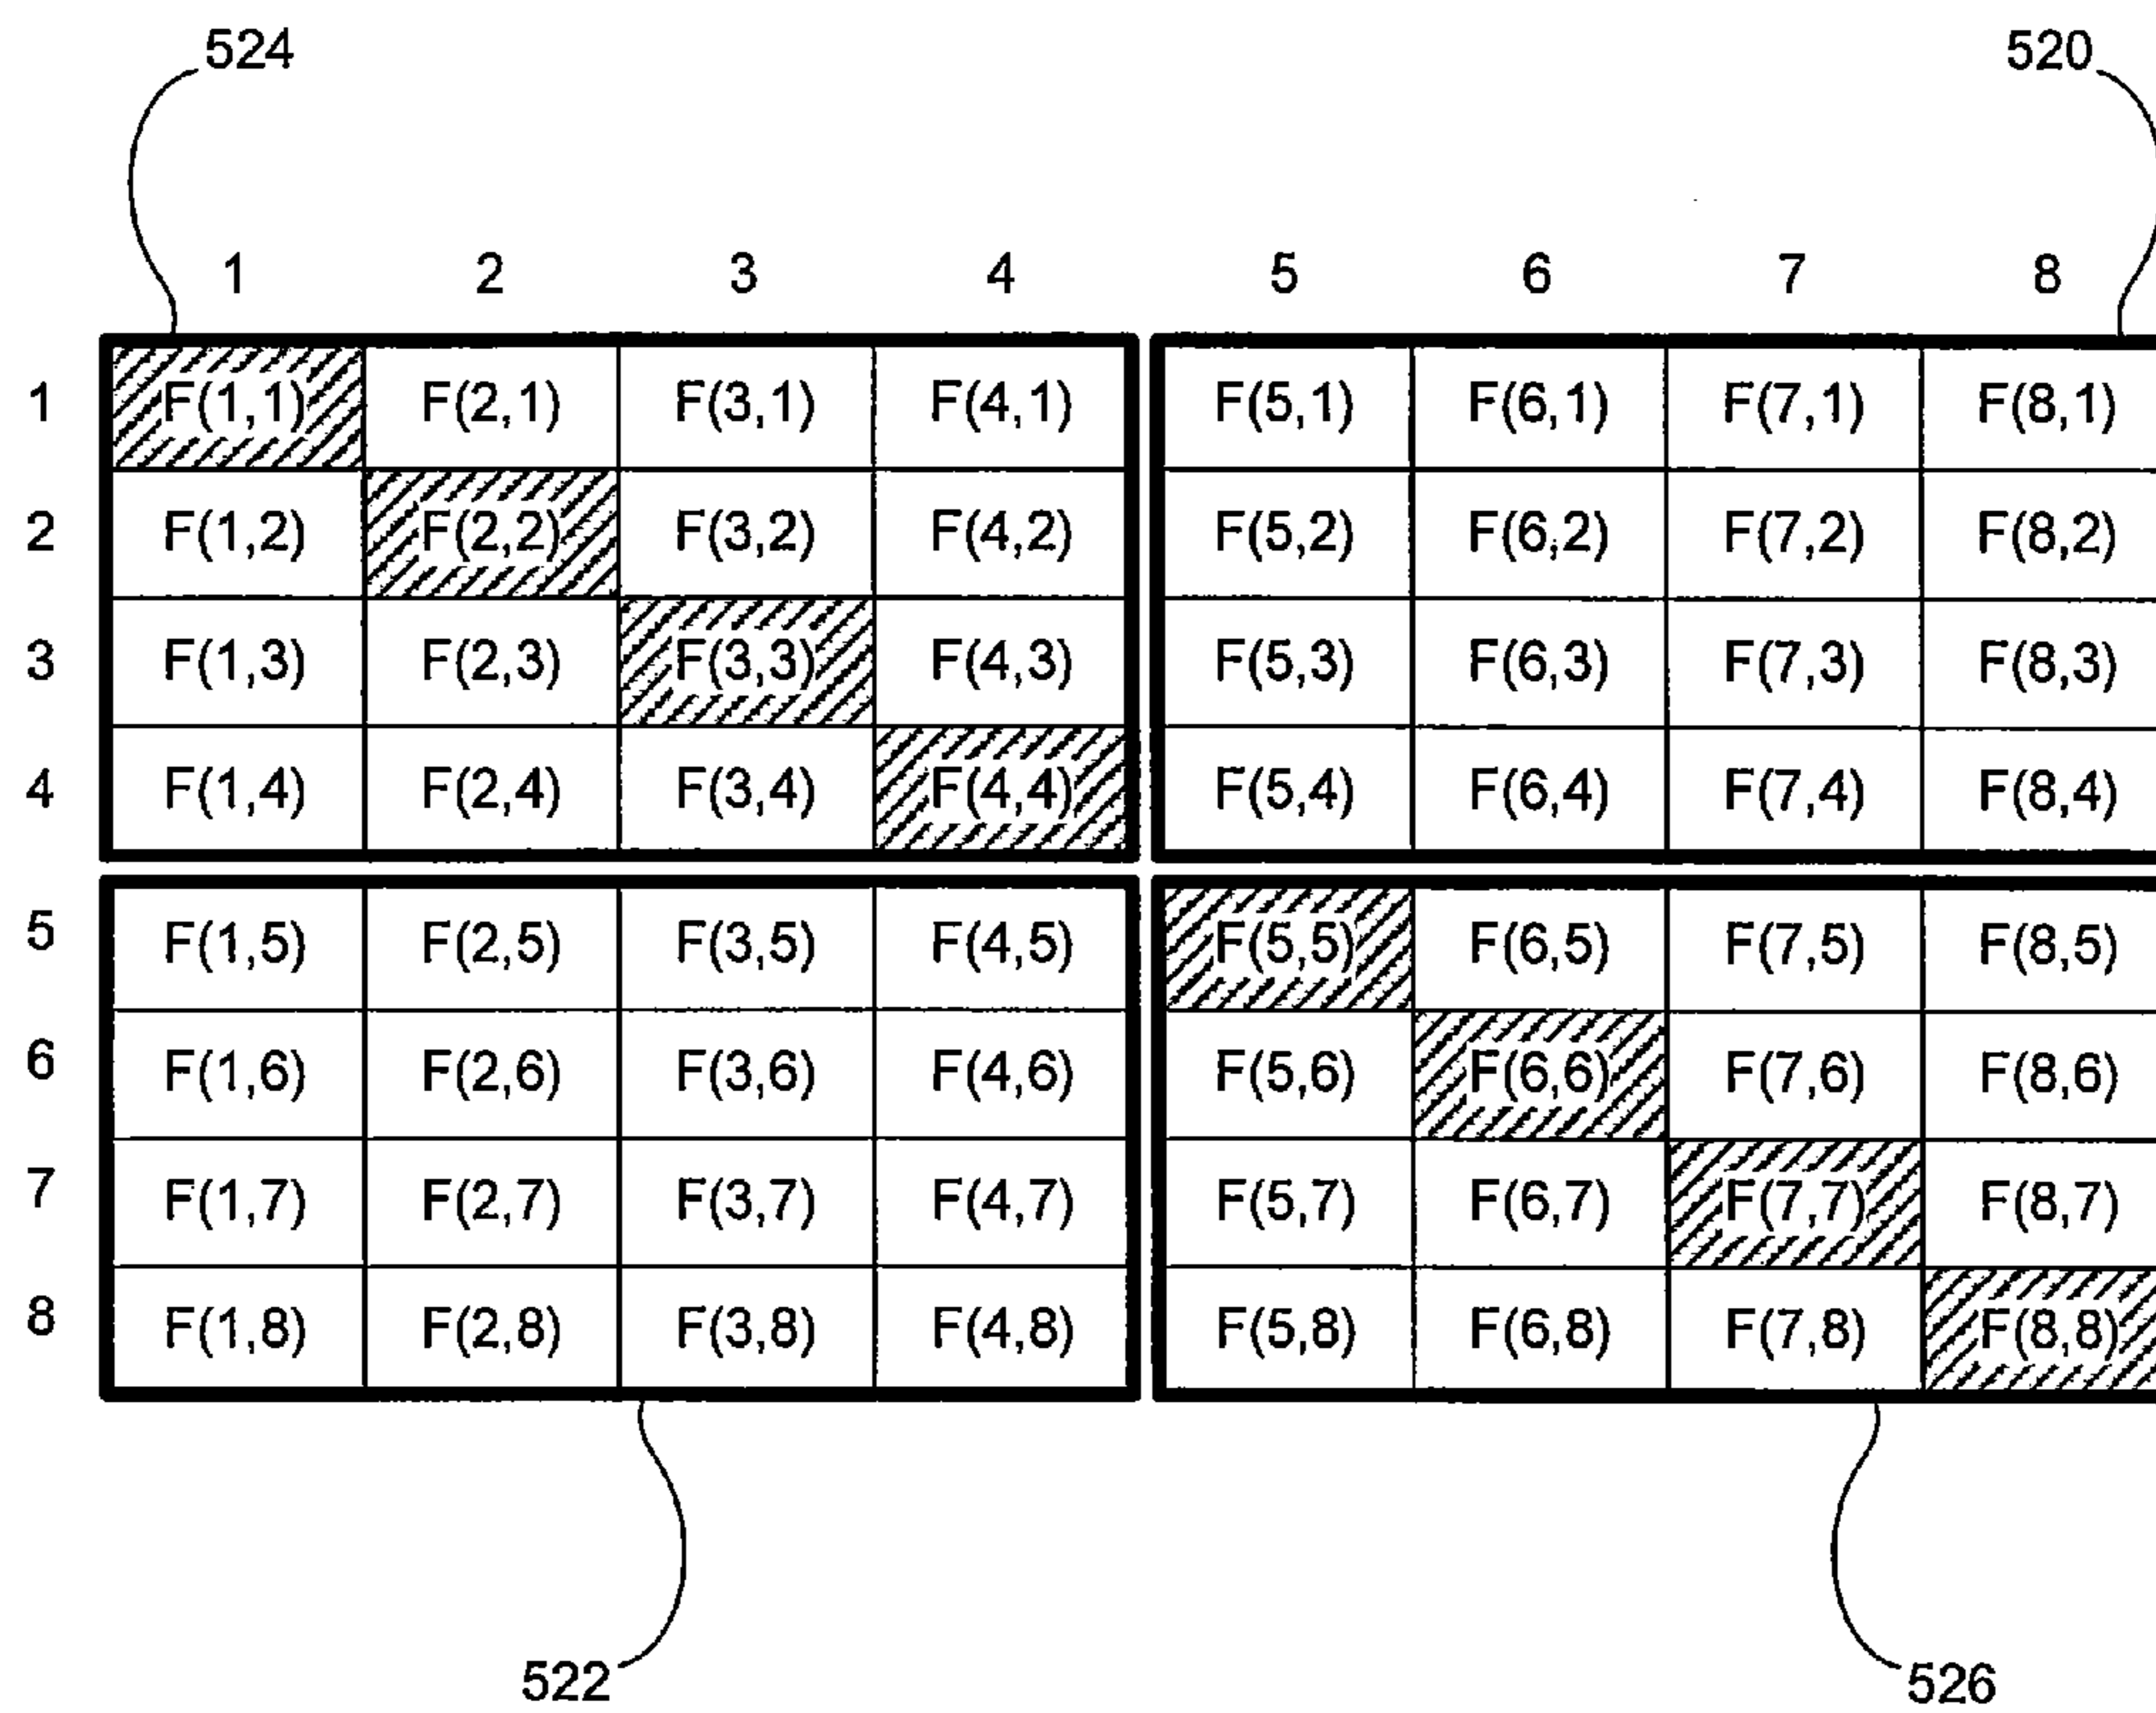 524 520
1 2 3 4 5 6 7 8
1 F(1,1) F(2,1) F(3,1) F(4,1) F(5,1) F(6,1) F(7,1) F(8,1)
2 F(1,2) F(2,2) F(3,2) F(4,2) F(5,2) F(6,2) F(7,2) F(8,2)
3 F(1,3) F(2,3) F(3,3) F(4,3) F(5,3) F(6,3) F(7,3) F(8,3)
4 F(1,4) F(2,4) F(3,4) F(4,4) F(5,4) F(6,4) F(7,4) F(8,4)
5 F(1,5) F(2,5) F(3,5) F(4,5) F(5,5) F(6,5) F(7,5) F(8,5)
6 F(1,6) F(2,6) F(3,6) F(4,6) F(5,6) F(6,6) F(7,6) F(8,6)
7 F(1,7) F(2,7) F(3,7) F(4,7) F(5,7) F(6,7) F(7,7) F(8,7)
8 F(1,8) F(2,8) F(3,8) F(4,8) F(5,8) F(6,8) F(7,8) F(8,8)
522 526